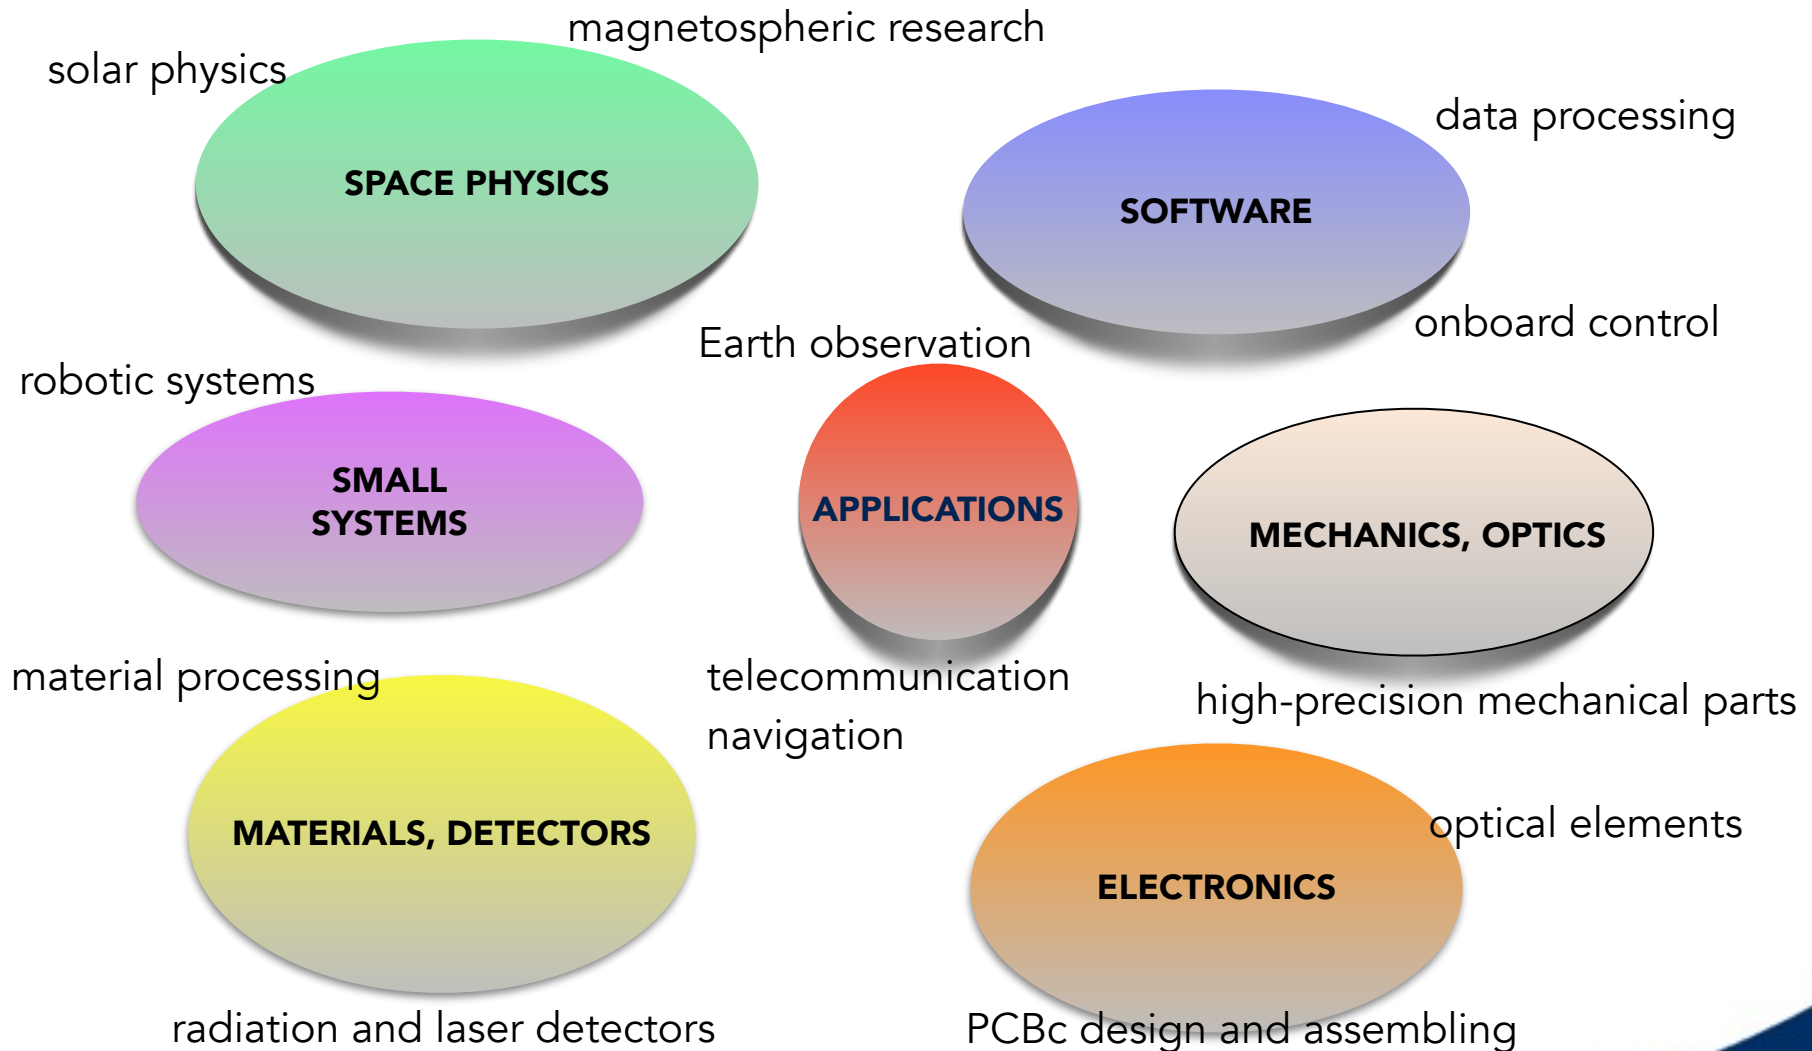 magnetospheric research
solar physics
SPACE PHYSICS
data processing
SOFTWARE
onboard control
Earth observation
robotic systems
SMALL
SYSTEMS
APPLICATIONS
MECHANICS, OPTICS
material processing
telecommunication
navigation
high-precision mechanical parts
MATERIALS, DETECTORS
optical elements
ELECTRONICS
radiation and laser detectors
PCBc design and assembling